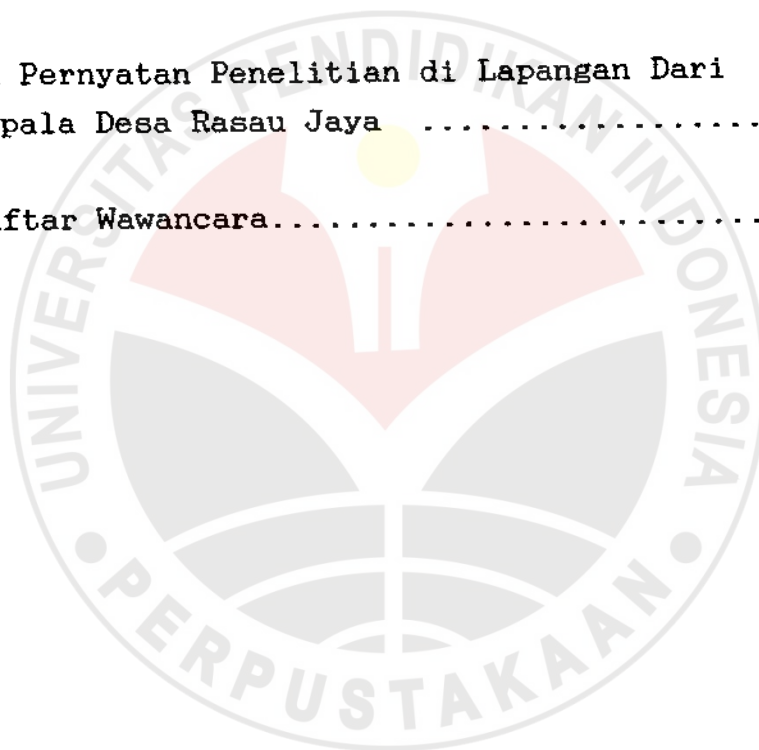 Pernyatan Penelitian di Lapangan Dari
pala Desa Rasau Jaya ..................
ftar Wawancara..........................
UNIVERSITAS PENDIDIKAN INDONESIA
PERPUSTAKAAN